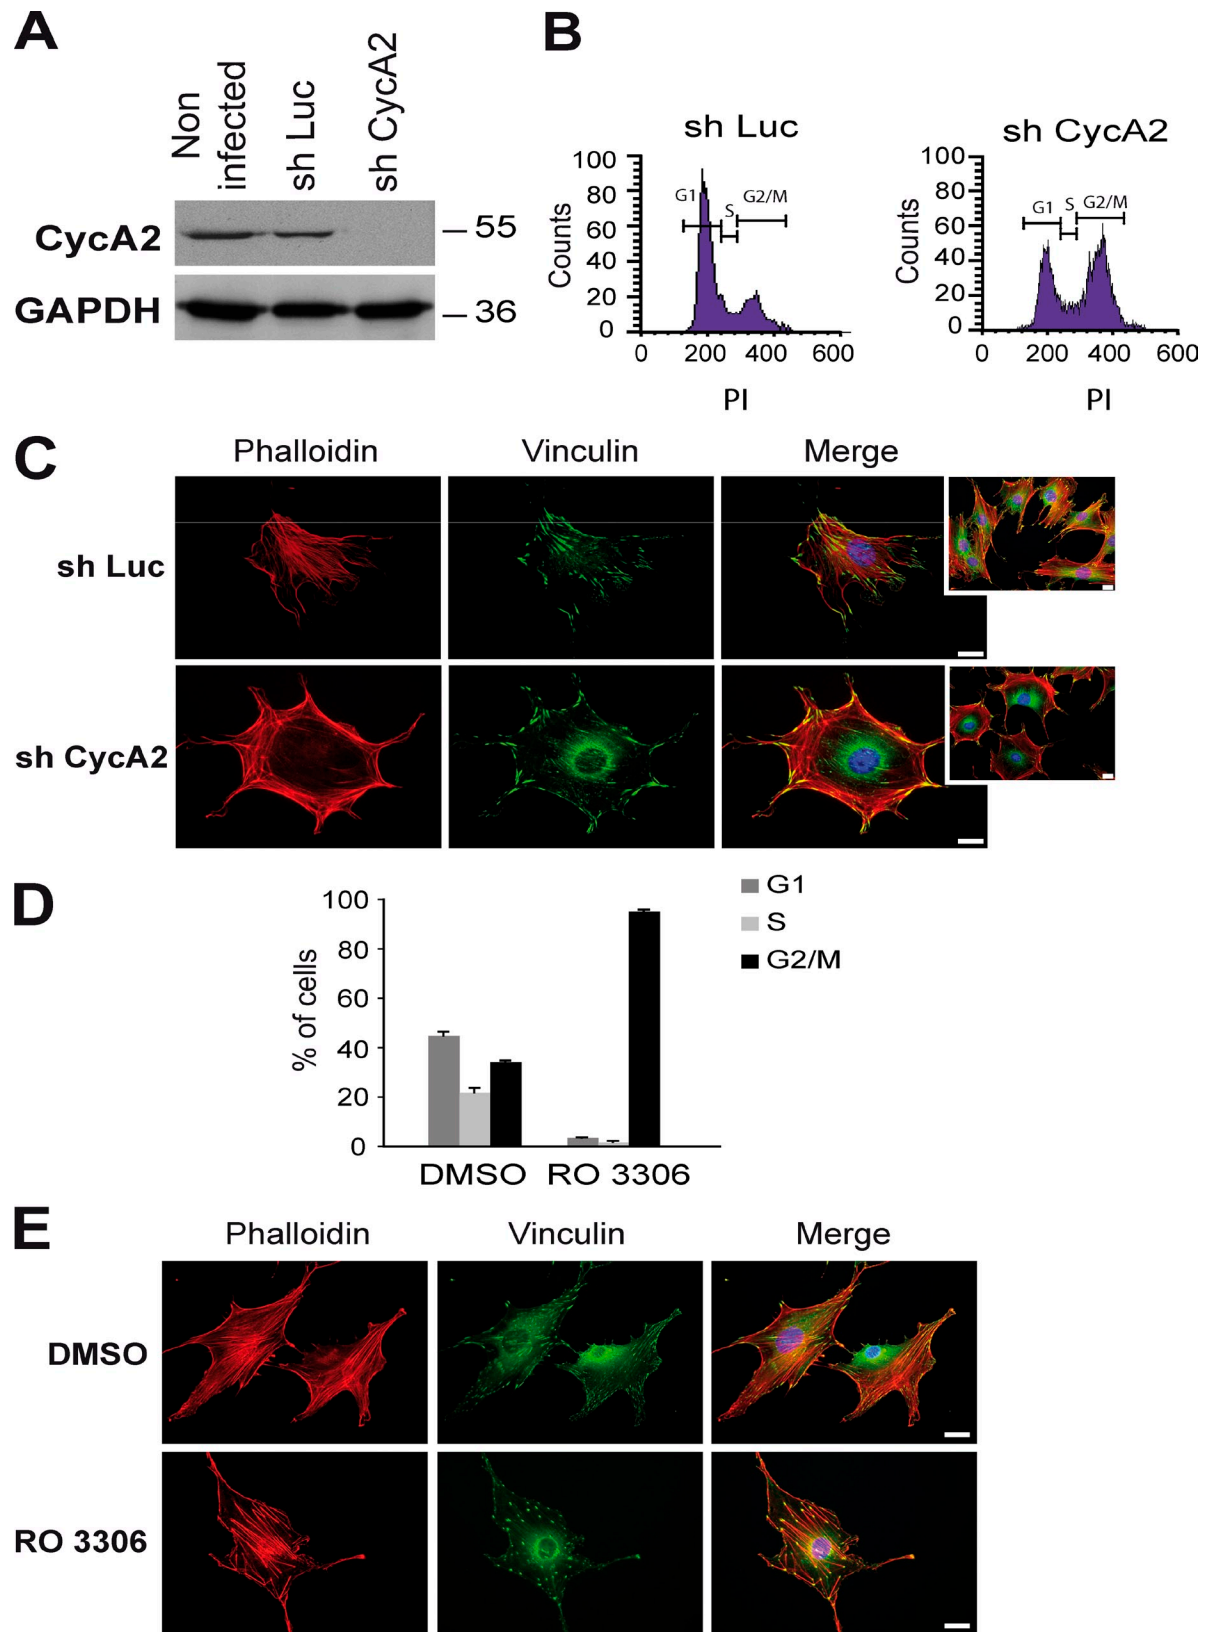 A
Non
infected
sh Luc
sh CycA2
CycA2
55
GAPDH
36
B
sh Luc
Counts
100
80
60
40
20
0
G1
S
G2/M
0 200 400 600
PI
sh CycA2
Counts
100
80
60
40
20
0
G1
S
G2/M
0 200 400 600
PI
C
Phalloidin Vinculin Merge
sh Luc
sh CycA2
D
% of cells
100
80
60
40
20
0
DMSO RO 3306
G1
S
G2/M
E
Phalloidin Vinculin Merge
DMSO
RO 3306